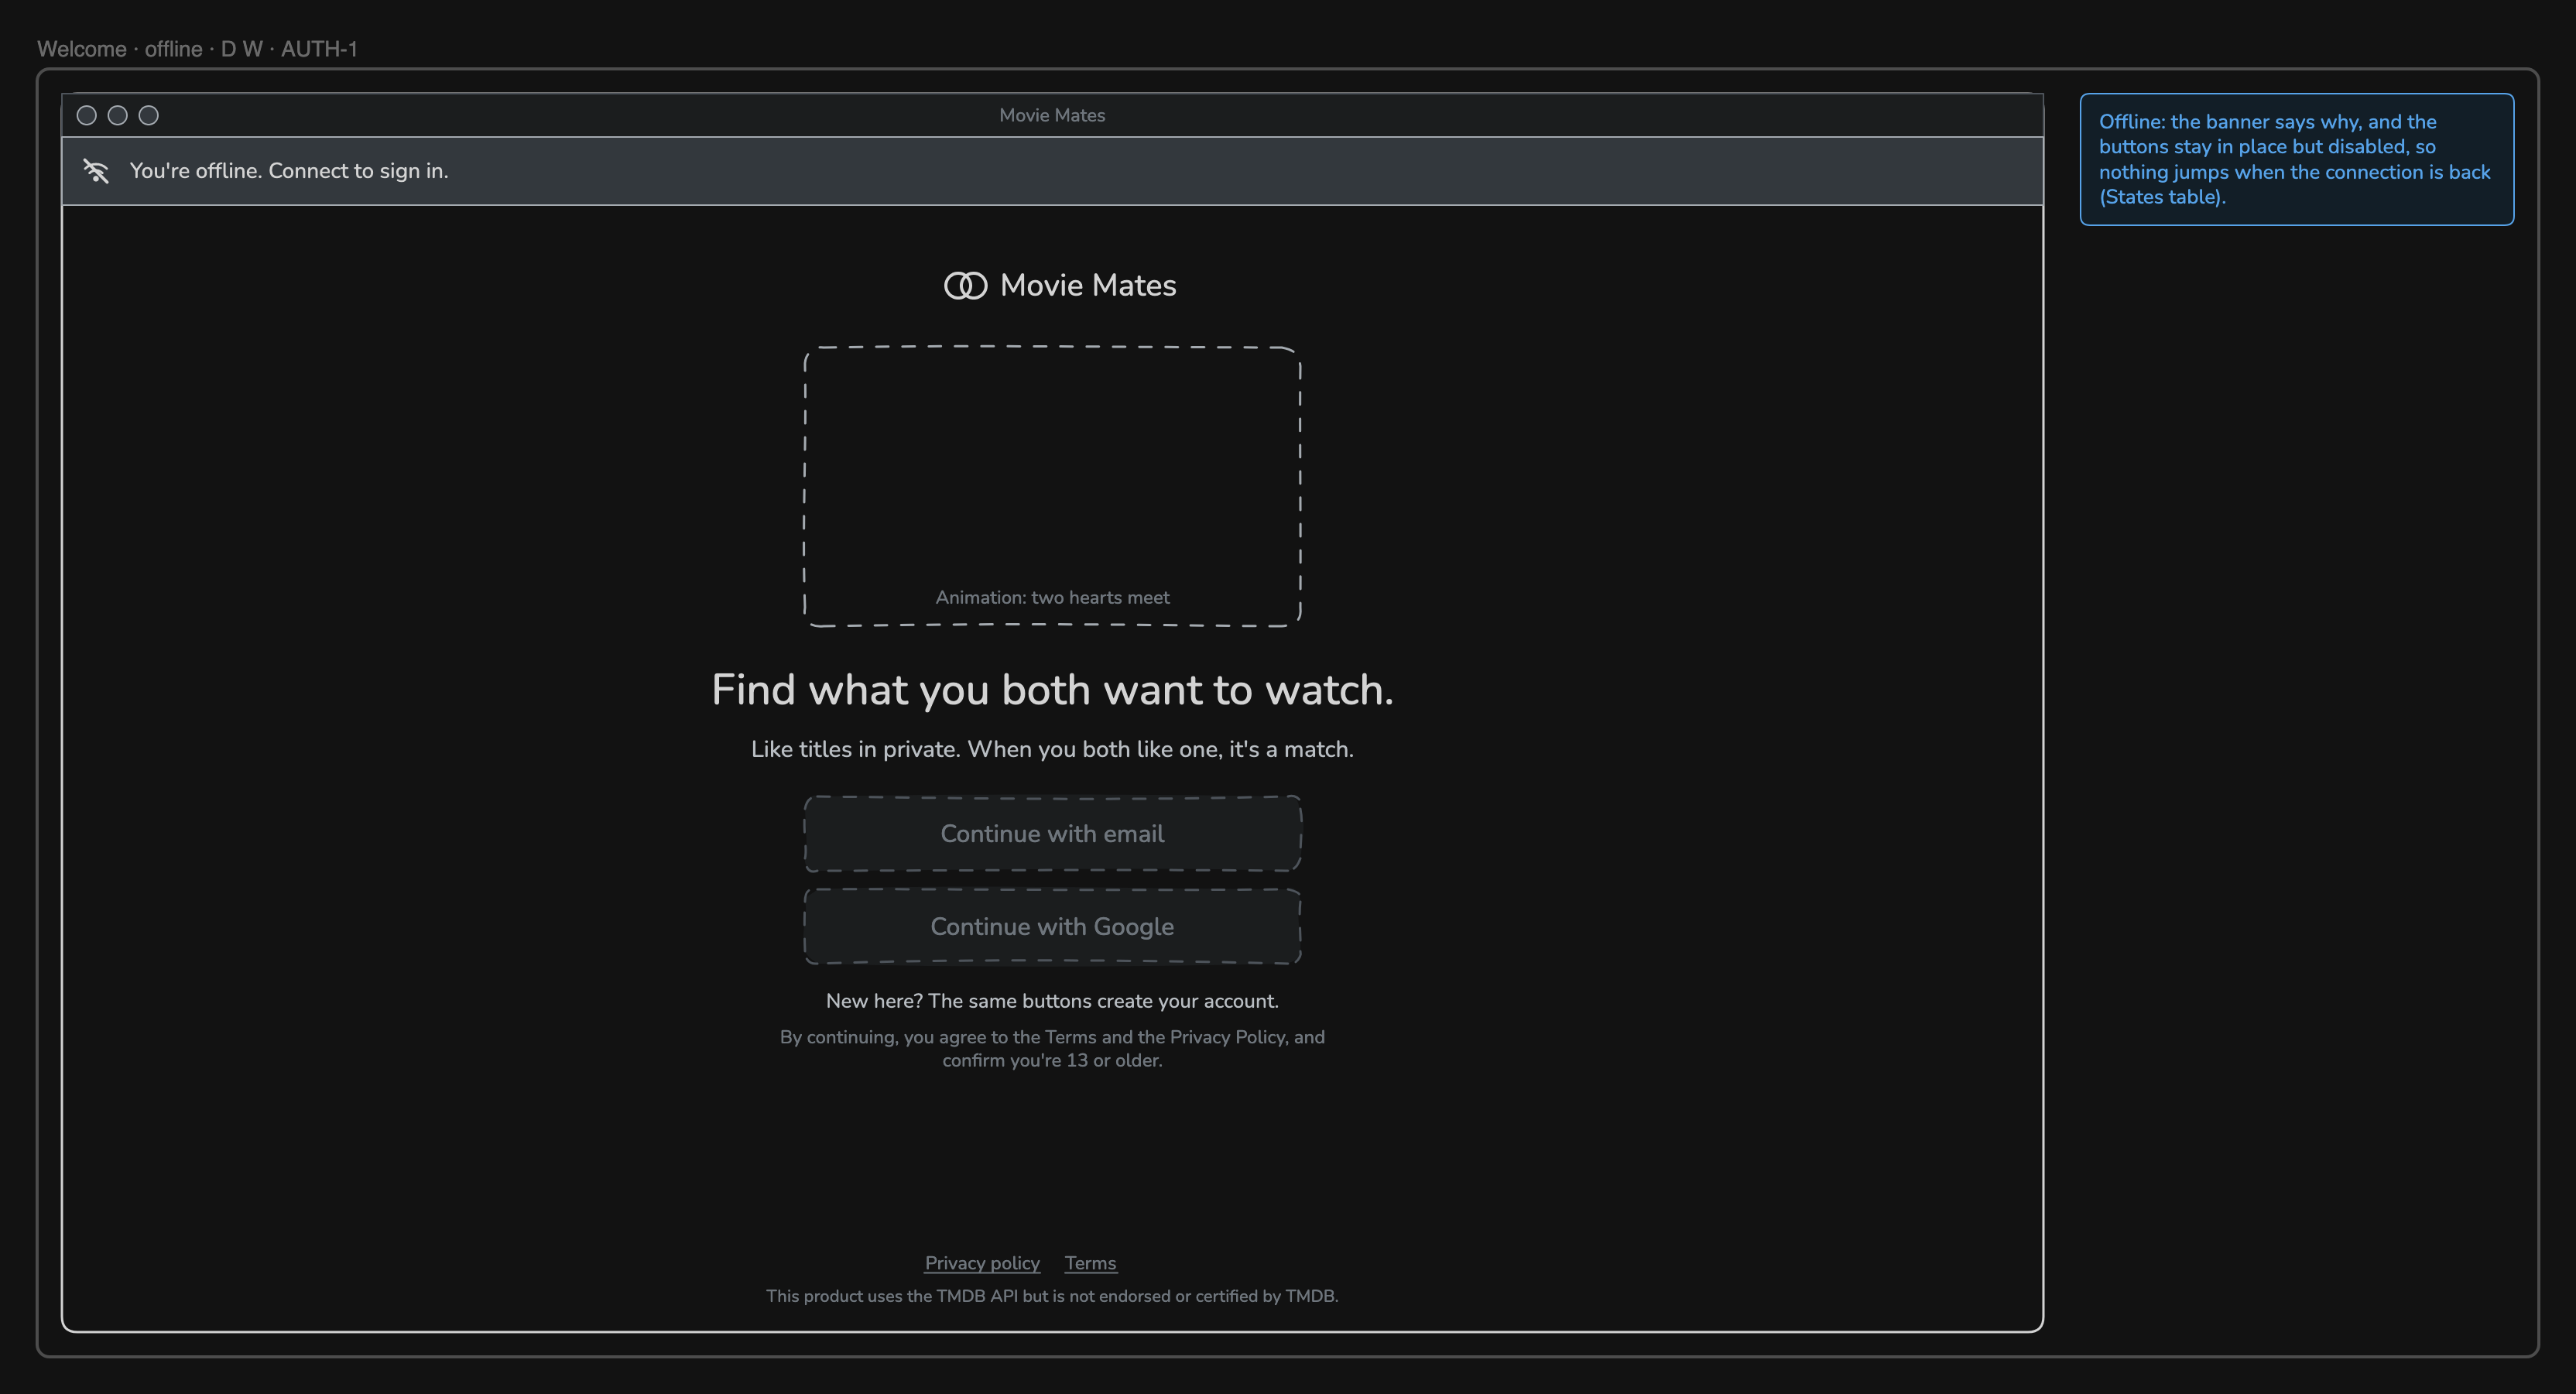 Welcome · offline · D W · AUTH-1
Movie Mates
You're offline. Connect to sign in.
Offline: the banner says why, and the
buttons stay in place but disabled, so
nothing jumps when the connection is back
(States table).
Movie Mates
Animation: two hearts meet
Find what you both want to watch.
Like titles in private. When you both like one, it's a match.
Continue with email
Continue with Google
New here? The same buttons create your account.
By continuing, you agree to the Terms and the Privacy Policy, and
confirm you're 13 or older.
Privacy policy Terms
This product uses the TMDB API but is not endorsed or certified by TMDB.